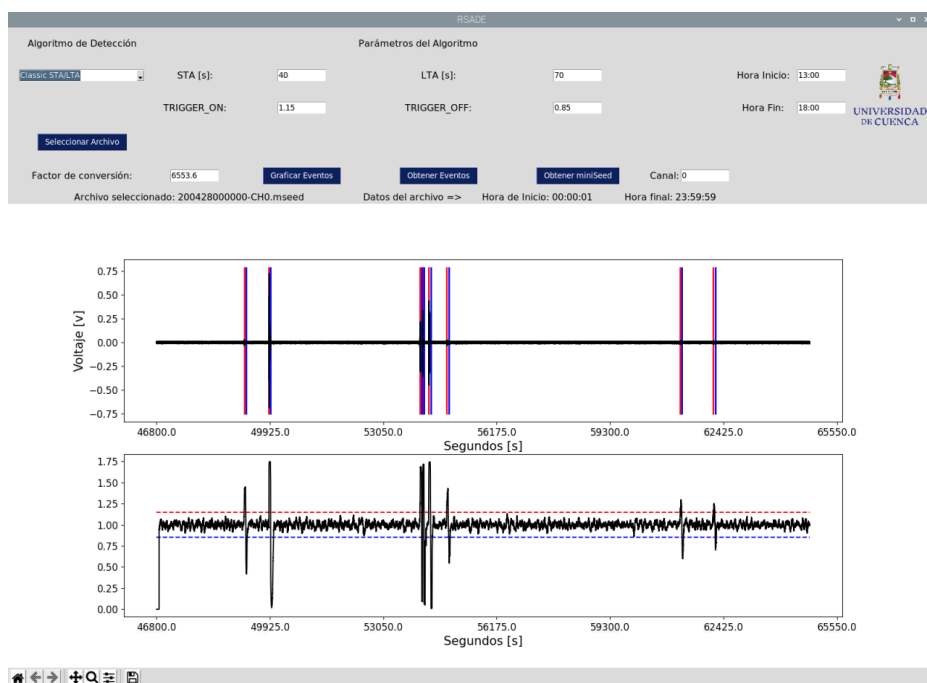 RSADE
Algoritmo de Detección Parámetros del Algoritmo
Classic STA/LTA STA [s]: 40 LTA [s]: 70 Hora Inicio: 13:00
TRIGGER_ON: 1.15 TRIGGER_OFF: 0.85 Hora Fin: 18:00
UNIVERSIDAD
DE CUENCA
Seleccionar Archivo
Factor de conversión: 6553.6 Graficar Eventos Obtener Eventos Obtener miniSeed Canal: 0
Archivo seleccionado: 200428000000-CH0.mseed Datos del archivo => Hora de Inicio: 00:00:01 Hora final: 23:59:59
Voltaje [v]
0.75
0.50
0.25
0.00
−0.25
−0.50
−0.75
46800.0 49925.0 53050.0 56175.0 59300.0 62425.0 65550.0
Segundos [s]
1.75
1.50
1.25
1.00
0.75
0.50
0.25
0.00
46800.0 49925.0 53050.0 56175.0 59300.0 62425.0 65550.0
Segundos [s]